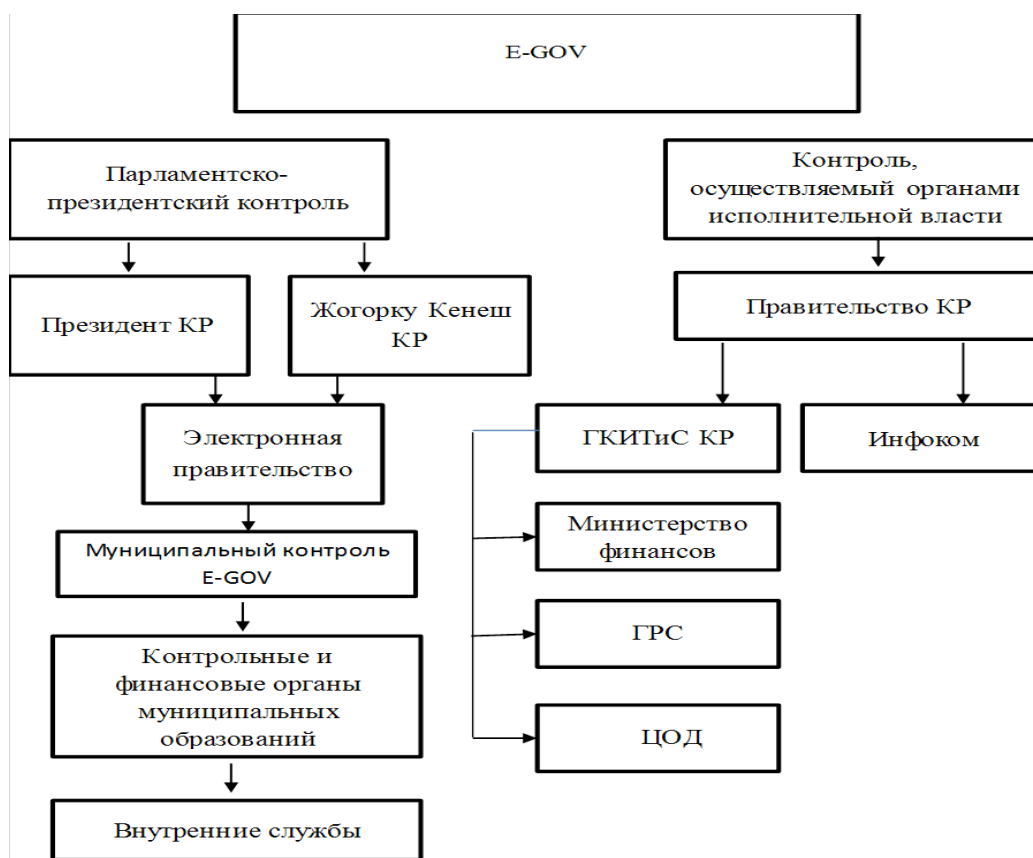 E-GOV
Парламентско-
президентский контроль
Контроль,
осуществляемый органами
исполнительной власти
Президент КР
Жогорку Кенеш
КР
Правительство КР
Электронная
правительство
ГКИТиС КР
Инфоком
Муниципальный контроль
E-GOV
Министерство
финансов
Контрольные и
финансовые органы
муниципальных
образований
ГРС
ЦОД
Внутренние службы